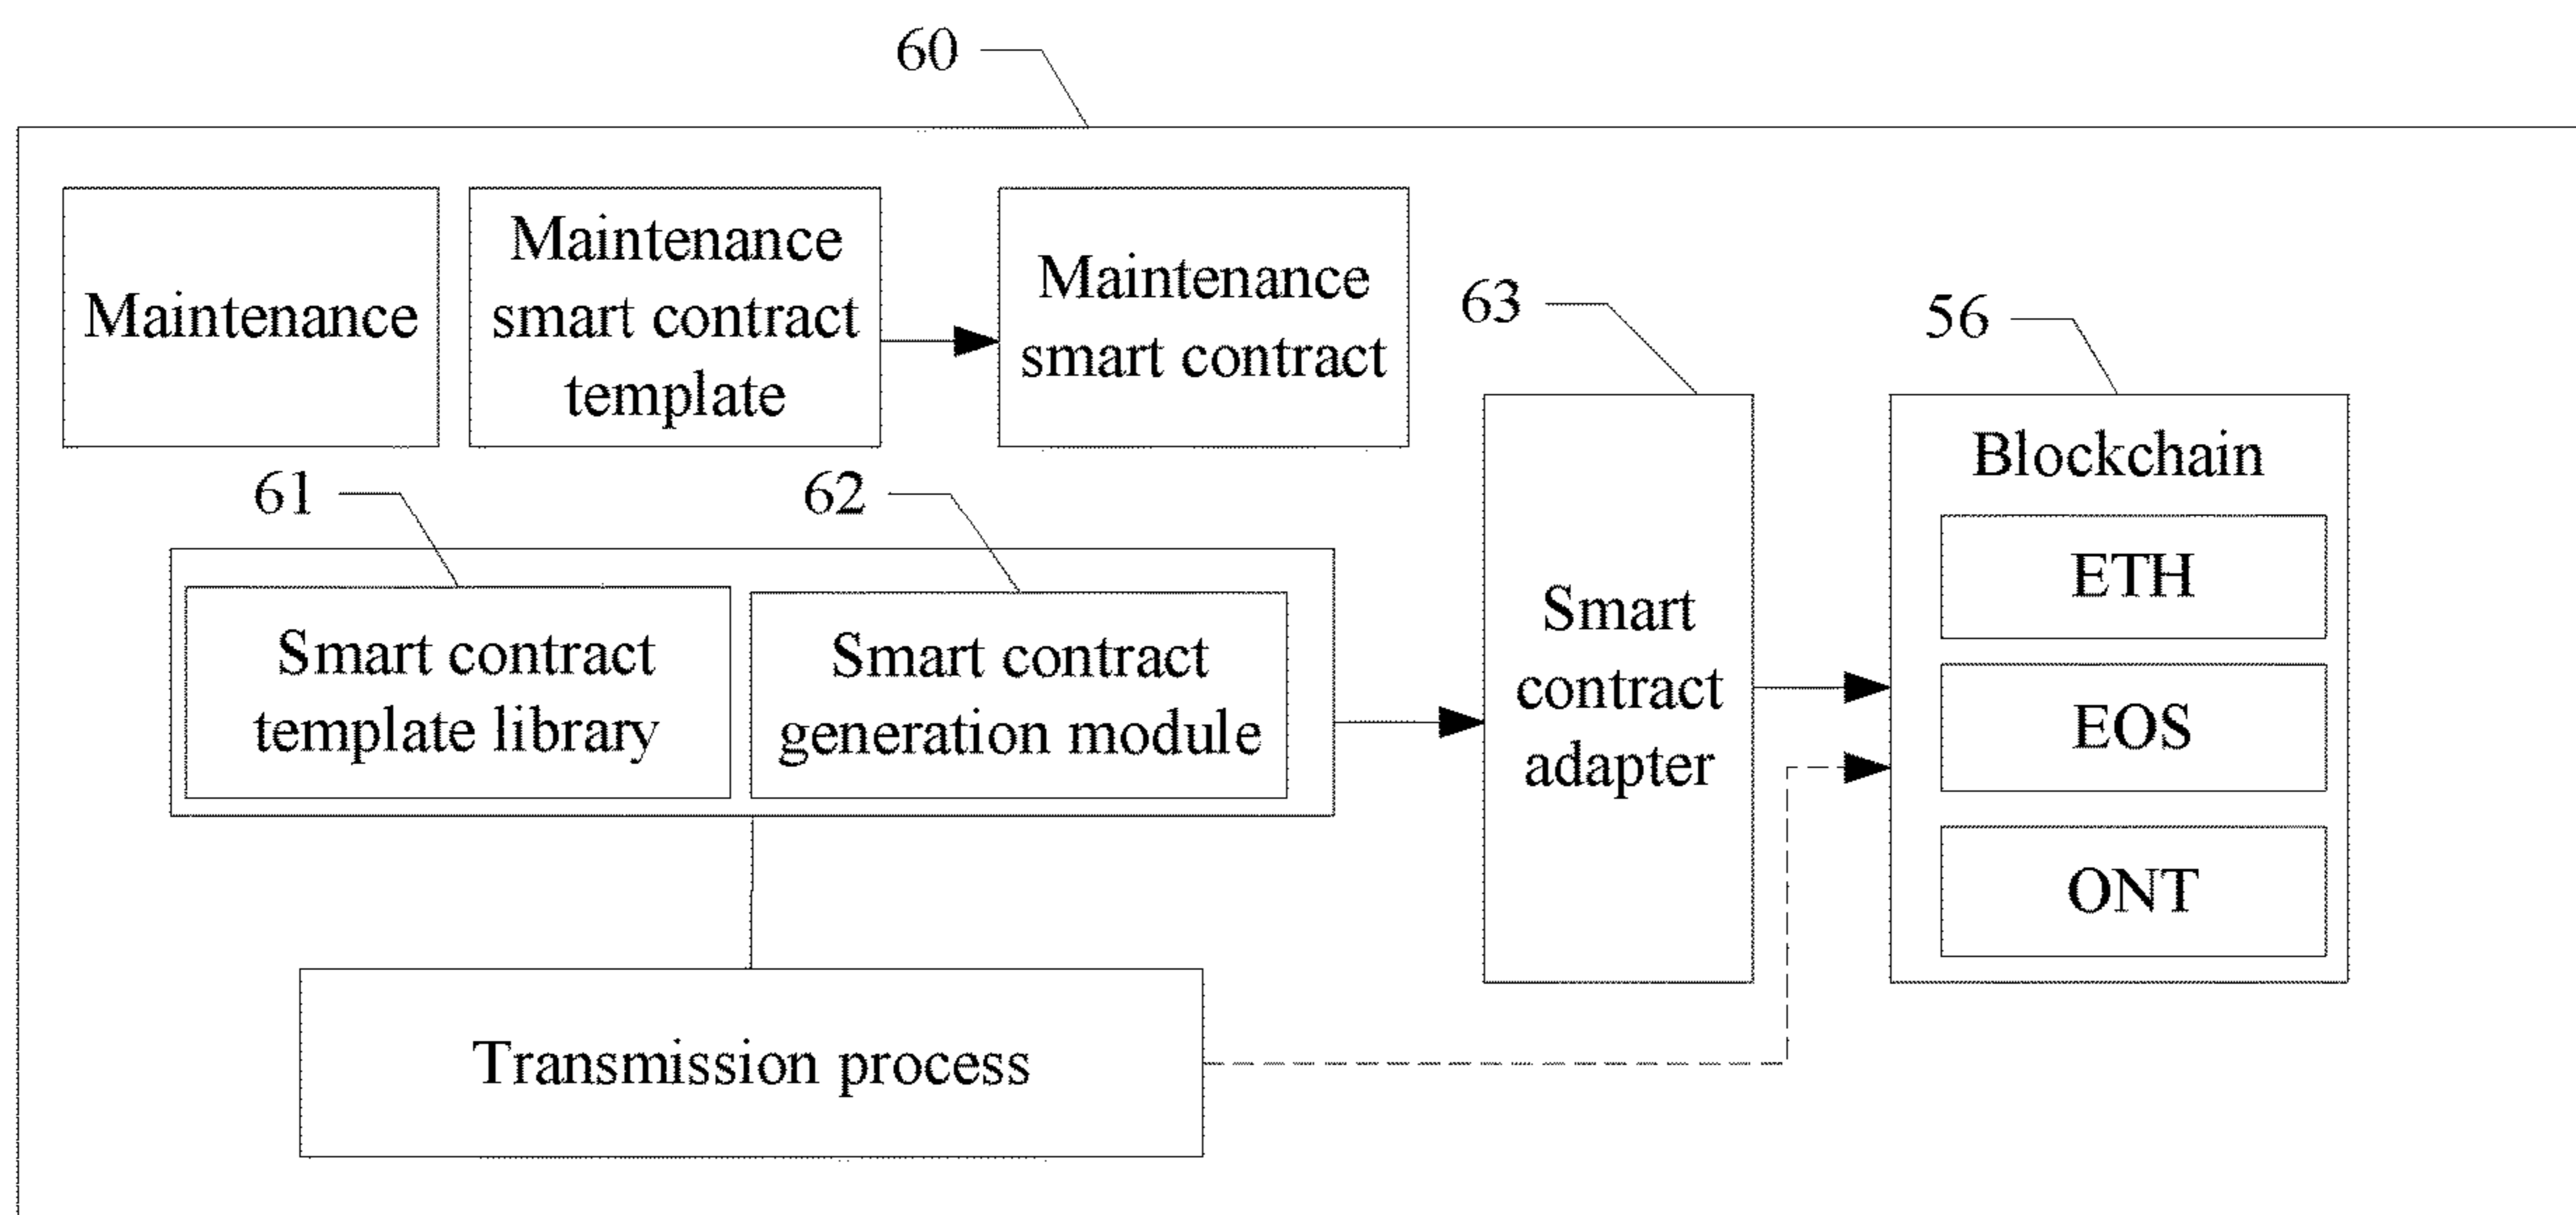 60
Maintenance
Maintenance
smart contract
template
Maintenance
smart contract
63
56
61
62
Smart contract
template library
Smart contract
generation module
Smart
contract
adapter
Blockchain
ETH
EOS
ONT
Transmission process